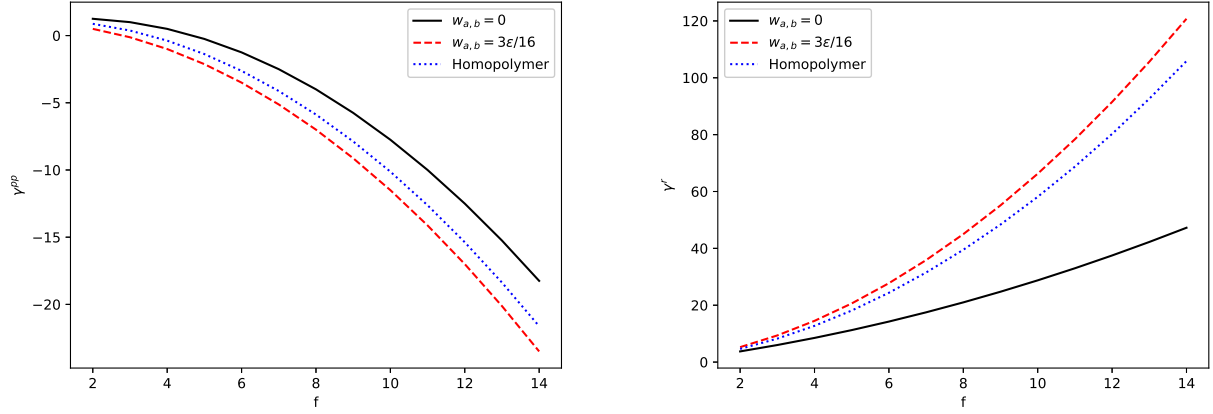 0
−5
−10
−15
−20
2 4 6 8 10 12 14
f
γ^{pp}
w_{a,b} = 0
w_{a,b} = 3ε/16
Homopolymer
120
100
80
60
40
20
0
2 4 6 8 10 12 14
f
γ^{r}
w_{a,b} = 0
w_{a,b} = 3ε/16
Homopolymer